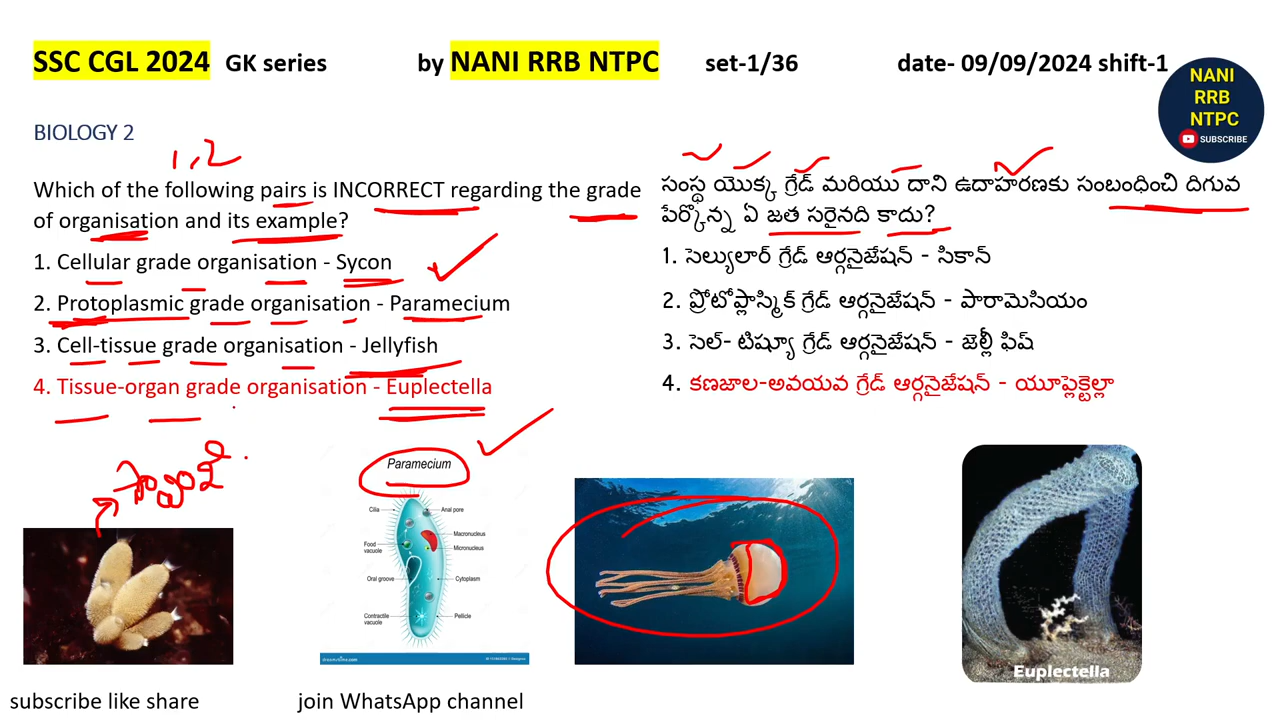 SSC CGL 2024 GK series by NANI RRB NTPC set-1/36 date- 09/09/2024 shift-1
NANI
RRB
NTPC
SUBSCRIBE
BIOLOGY 2
1,2
Which of the following pairs is INCORRECT regarding the grade
of organisation and its example?
1. Cellular grade organisation - Sycon
2. Protoplasmic grade organisation - Paramecium
3. Cell-tissue grade organisation - Jellyfish
4. Tissue-organ grade organisation - Euplectella
సంస్థ యొక్క గ్రేడ్ మరియు దాని ఉదాహరణకు సంబంధించి దిగువ
పేర్కొన్న ఏ జత సరైనది కాదు?
1. సెల్యులార్ గ్రేడ్ ఆర్గనైజేషన్ - సికాన్
2. ప్రోటోప్లాస్మిక్ గ్రేడ్ ఆర్గనైజేషన్ - పారామెసియం
3. సెల్- టిష్యూ గ్రేడ్ ఆర్గనైజేషన్ - జెల్లీ ఫిష్
4. కణజాల-అవయవ గ్రేడ్ ఆర్గనైజేషన్ - యూప్లెక్టెల్లా
Paramecium
Cilia
Anal pore
Macronucleus
Food
vacuole
Micronucleus
Oral groove
Cytoplasm
Contractile
vacuole
Pellicle
dreamstime.com
Euplectella
subscribe like share
join WhatsApp channel